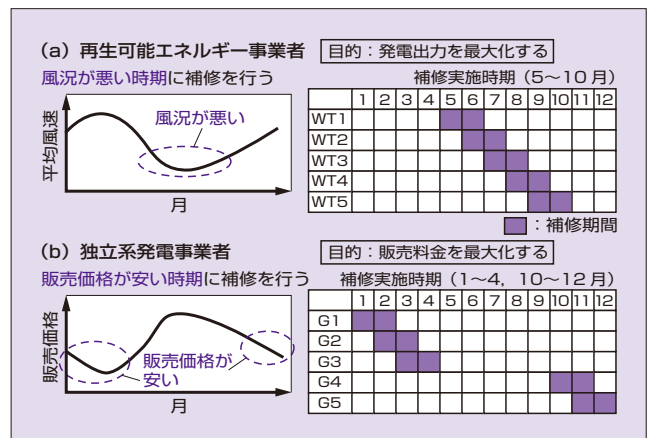 (a) 再生可能エネルギー事業者 目的：発電出力を最大化する
風況が悪い時期に補修を行う
補修実施時期（5〜10月）
平均風速
風況が悪い
月
1 2 3 4 5 6 7 8 9 10 11 12
WT1
WT2
WT3
WT4
WT5
：補修期間
(b) 独立系発電事業者 目的：販売料金を最大化する
販売価格が安い時期に補修を行う
補修実施時期（1〜4，10〜12月）
販売価格
販売価格が
安い
月
1 2 3 4 5 6 7 8 9 10 11 12
G1
G2
G3
G4
G5